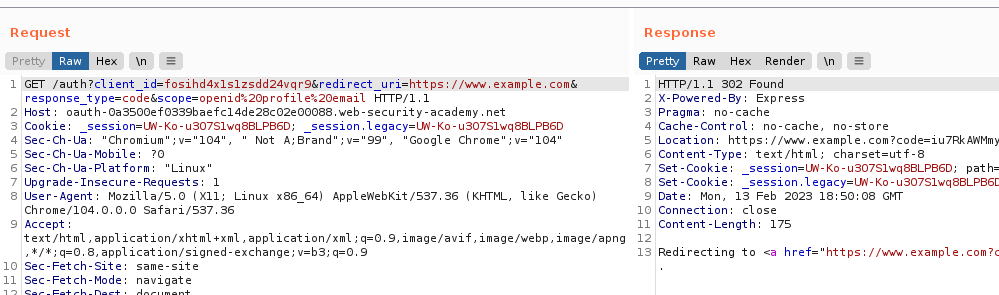 Request
Pretty Raw Hex \n
1 GET /auth?client_id=fosihd4x1s1zsdd24vqr9&redirect_uri=https://www.example.com&
response_type=code&scope=openid%20profile%20email HTTP/1.1
2 Host: oauth-0a3500ef0339baefc14de28c02e00088.web-security-academy.net
3 Cookie: _session=UW-Ko-u307S1wq8BLPB6D; _session.legacy=UW-Ko-u307S1wq8BLPB6D
4 Sec-Ch-Ua: "Chromium";v="104", " Not A;Brand";v="99", "Google Chrome";v="104"
5 Sec-Ch-Ua-Mobile: ?0
6 Sec-Ch-Ua-Platform: "Linux"
7 Upgrade-Insecure-Requests: 1
8 User-Agent: Mozilla/5.0 (X11; Linux x86_64) AppleWebKit/537.36 (KHTML, like Gecko)
Chrome/104.0.0.0 Safari/537.36
9 Accept:
text/html,application/xhtml+xml,application/xml;q=0.9,image/avif,image/webp,image/apng
,*/*;q=0.8,application/signed-exchange;v=b3;q=0.9
10 Sec-Fetch-Site: same-site
11 Sec-Fetch-Mode: navigate
12 Sec-Fetch-Dest: document
Response
Pretty Raw Hex Render \n
1 HTTP/1.1 302 Found
2 X-Powered-By: Express
3 Pragma: no-cache
4 Cache-Control: no-cache, no-store
5 Location: https://www.example.com?code=iu7RkAWMmy
6 Content-Type: text/html; charset=utf-8
7 Set-Cookie: _session=UW-Ko-u307S1wq8BLPB6D; path=
8 Set-Cookie: _session.legacy=UW-Ko-u307S1wq8BLPB6D
9 Date: Mon, 13 Feb 2023 18:50:08 GMT
10 Connection: close
11 Content-Length: 175
12
13 Redirecting to <a href="https://www.example.com?c
.